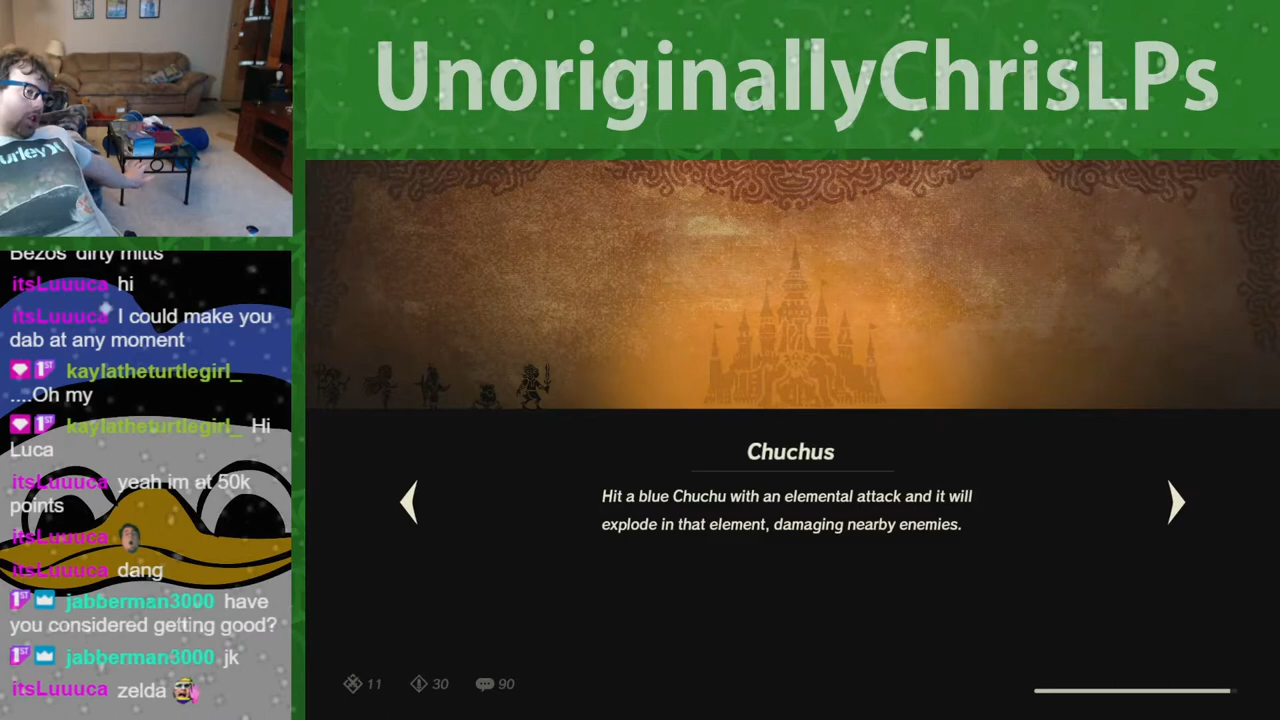 UnoriginallyChrisLPs
urley
Bezos' dirty mitts
itsLuuuca hi
itsLuuuca I could make you
dab at any moment
kaylatheturtlegirl_
....Oh my
kaylatheturtlegirl_ Hi
Luca
itsLuuuca yeah im at 50k
points
itsLuuuca
itsLuuuca dang
jabberman3000 have
you considered getting good?
jabberman3000 jk
itsLuuuca zelda
Chuchus
Hit a blue Chuchu with an elemental attack and it will
explode in that element, damaging nearby enemies.
11 30 90